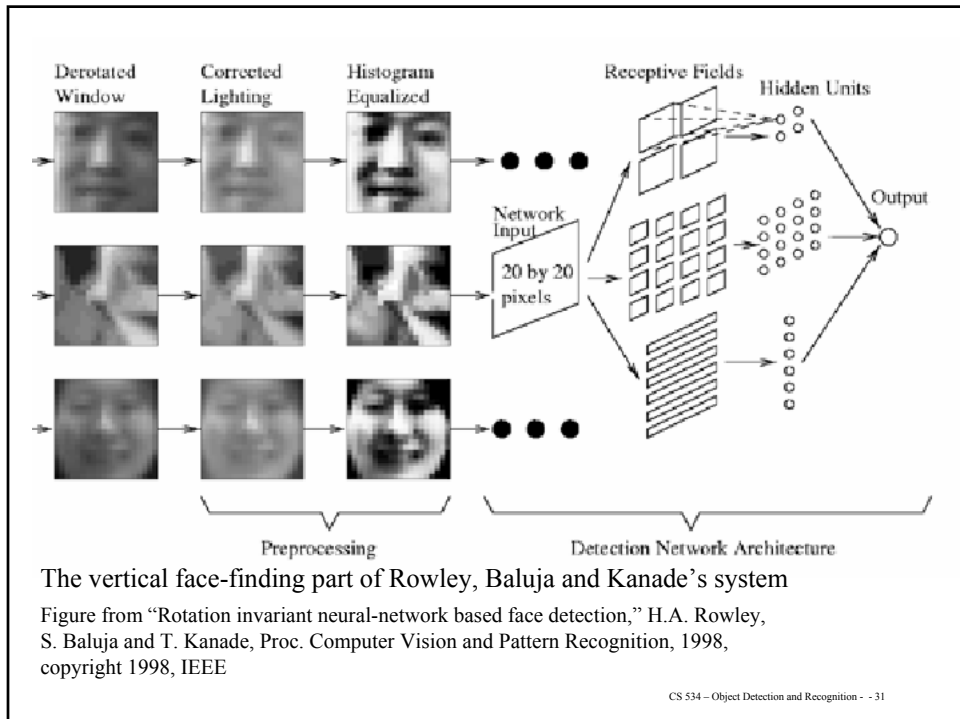 Derotated
Window
Corrected
Lighting
Histogram
Equalized
Receptive Fields
Hidden Units
Network
Input
20 by 20
pixels
Output
Preprocessing
Detection Network Architecture
The vertical face-finding part of Rowley, Baluja and Kanade's system
Figure from “Rotation invariant neural-network based face detection,” H.A. Rowley,
S. Baluja and T. Kanade, Proc. Computer Vision and Pattern Recognition, 1998,
copyright 1998, IEEE
CS 534 – Object Detection and Recognition - - 31